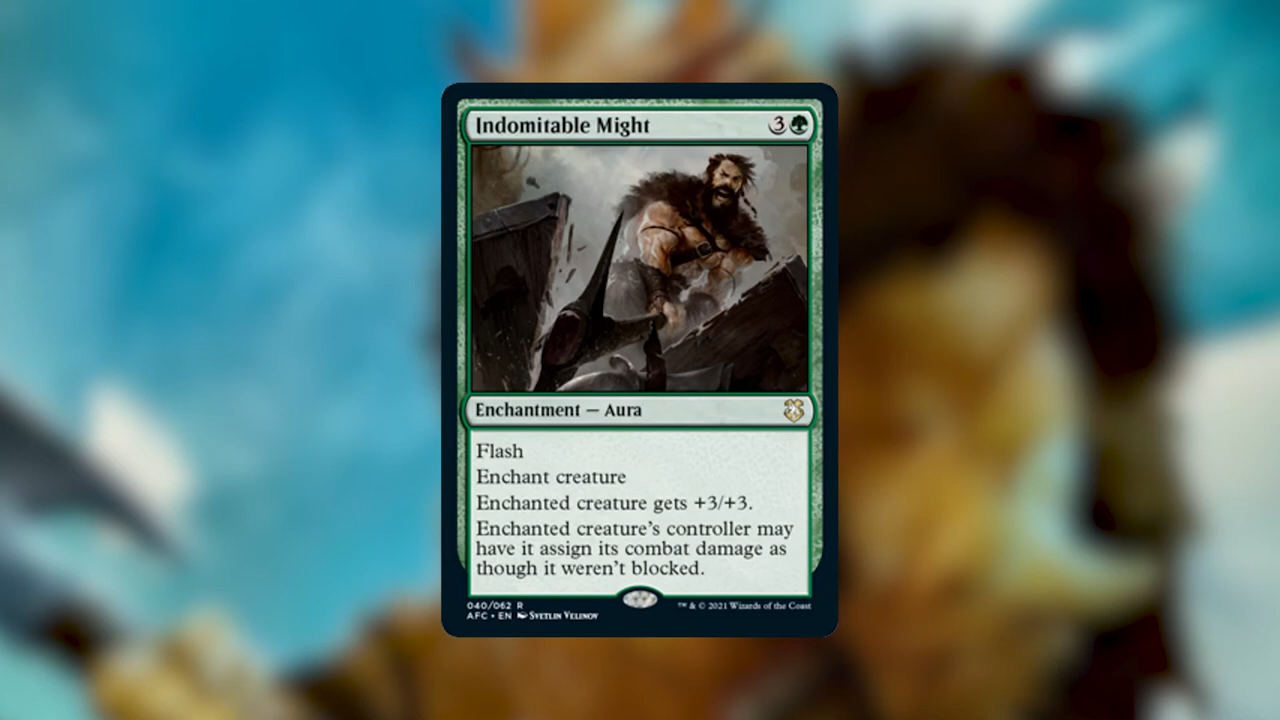 Indomitable Might 3
Enchantment — Aura
Flash
Enchant creature
Enchanted creature gets +3/+3.
Enchanted creature’s controller may
have it assign its combat damage as
though it weren’t blocked.
040/062 R
AFC • EN Svetlin Velinov
™ & © 2021 Wizards of the Coast